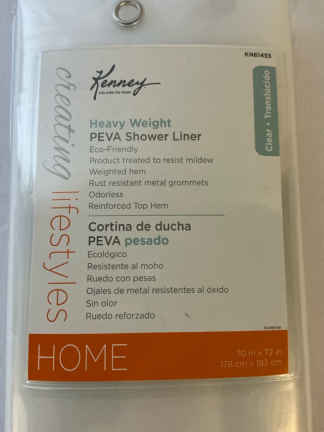 KN61455
Kenney
creating lifestyles
Clear • Translúcido
Heavy Weight
PEVA Shower Liner
Eco-Friendly
Product treated to resist mildew
Weighted hem
Rust resistant metal grommets
Odorless
Reinforced Top Hem
Cortina de ducha
PEVA pesado
Ecológico
Resistente al moho
Ruedo con pesas
Ojales de metal resistentes al óxido
Sin olor
Ruedo reforzado
HOME
70 in x 72 in
178 cm x 183 cm